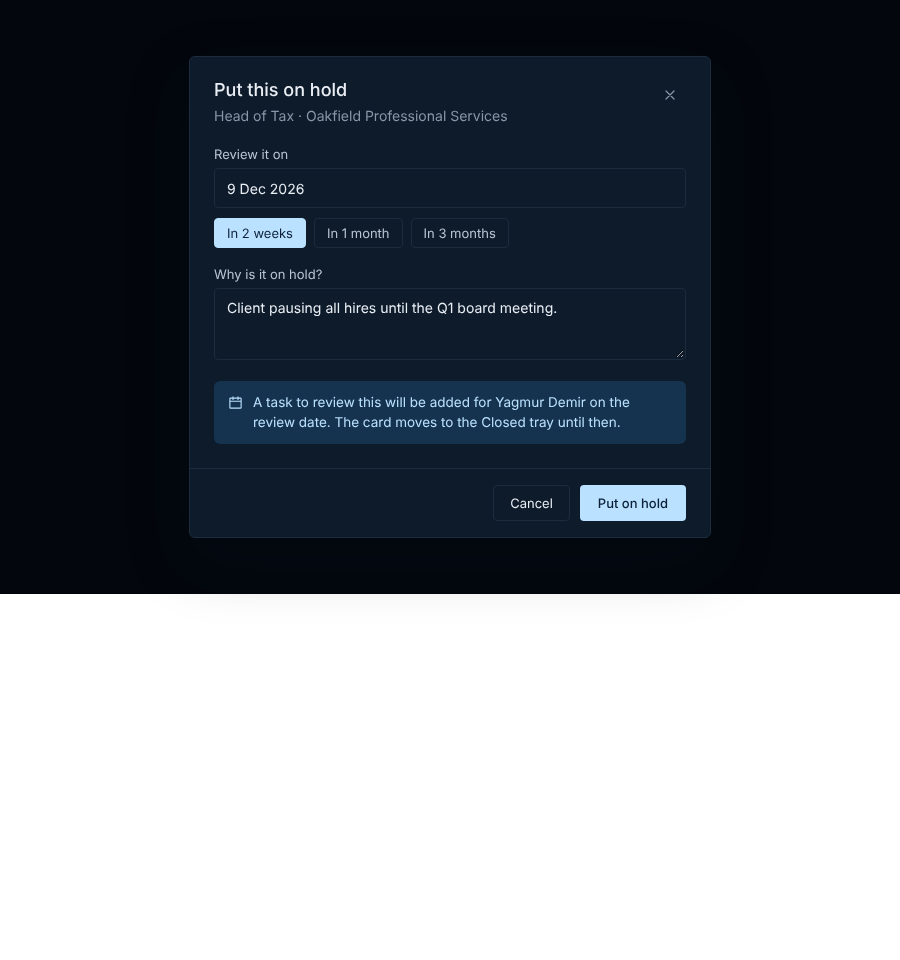 Put this on hold
Head of Tax · Oakfield Professional Services
Review it on
9 Dec 2026
In 2 weeks
In 1 month
In 3 months
Why is it on hold?
Client pausing all hires until the Q1 board meeting.
A task to review this will be added for Yagmur Demir on the
review date. The card moves to the Closed tray until then.
Cancel
Put on hold